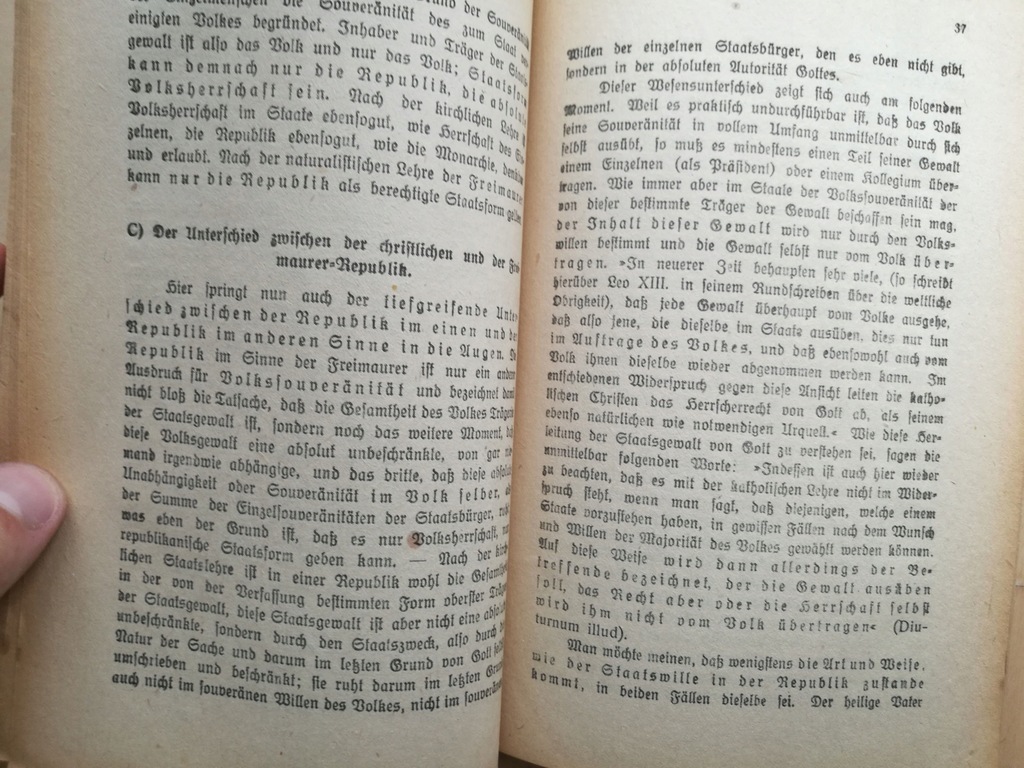 der Einzelmenschen die Souveränität des zum Staat
einigten Volkes begründet. Inhaber und Träger der
gewalt ist also das Volk und nur das Volk; Staatsform
kann demnach nur die Republik, die absolute
Volksherrschaft sein. Nach der kirchlichen Lehre
Volksherrschaft im Staate ebensogut, wie Herrschaft des
zelnen, die Republik ebensogut, wie die Monarchie,
und erlaubt. Nach der naturalistischen Lehre der Freimaurer
kann nur die Republik als berechtigte Staatsform
C) Der Unterschied zwischen der christlichen und der
maurer-Republik.
Hier springt nun auch der tiefgreifende
schied zwischen der Republik im einen und der
Republik im anderen Sinne in die Augen.
Republik im Sinne der Freimaurer ist nur ein
Ausdruck für Volkssouveränität und bezeichnet
nicht bloß die Tatsache, daß die Gesamtheit des Volkes Träger
der Staatsgewalt ist, sondern noch das weitere Moment,
diese Volksgewalt eine absolut unbeschränkte, von gar
mand irgendwie abhängige, und das dritte, daß diese
Unabhängigkeit oder Souveränität im Volk selber,
der Summe der Einzelsouveränitäten der Staatsbürger,
was eben der Grund ist, daß es nur Volksherrschaft,
republikanische Staatsform geben kann. — Nach der
lichen Staatslehre ist in einer Republik wohl die
in der von der Verfassung bestimmten Form oberster
der Staatsgewalt, diese Staatsgewalt ist aber nicht eine
unbeschränkte, sondern durch den Staatszweck, also durch
Natur der Sache und darum im letzten Grund von Gott
umschrieben und beschränkt; sie ruht darum im letzten
auch nicht im souveränen Willen des Volkes, nicht im
37
Willen der einzelnen Staatsbürger, den es eben nicht gibt,
sondern in der absoluten Autorität Gottes.
Dieser Wesensunterschied zeigt sich auch am folgenden
Moment. Weil es praktisch undurchführbar ist, daß das Volk
seine Souveränität in vollem Umfang unmittelbar durch sich
selbst ausübt, so muß es mindestens einen Teil seiner Gewalt
einem Einzelnen (als Präsident) oder einem Kollegium über-
tragen. Wie immer aber im Staate der Volkssouveränität der
von dieser bestimmte Träger der Gewalt beschaffen sein mag,
der Inhalt dieser Gewalt wird nur durch den Volks-
willen bestimmt und die Gewalt selbst nur vom Volk über-
tragen. »In neuerer Zeit behaupten sehr viele, (so schreibt
hierüber Leo XIII. in seinem Rundschreiben über die weltliche
Obrigkeit), daß jede Gewalt überhaupt vom Volke ausgehe,
daß also jene, die dieselbe im Staate ausüben, dies nur tun
im Auftrage des Volkes, und daß ebensowohl auch vom
Volk ihnen dieselbe wieder abgenommen werden kann. Im
entschiedenen Widerspruch gegen diese Ansicht leiten die katho-
lischen Christen das Herrscherrecht von Gott ab, als seinem
ebenso natürlichen wie notwendigen Urquell.« Wie diese Her-
leitung der Staatsgewalt von Gott zu verstehen sei, sagen die
unmittelbar folgenden Worte: »Indessen ist auch hier wieder
zu beachten, daß es mit der katholischen Lehre nicht im Wider-
spruch steht, wenn man sagt, daß diejenigen, welche einem
Staate vorzustehen haben, in gewissen Fällen nach dem Wunsch
und Willen der Majorität des Volkes gewählt werden können.
Auf diese Weise wird dann allerdings der Be-
treffende bezeichnet, der die Gewalt ausüben
soll, das Recht aber oder die Herrschaft selbst
wird ihm nicht vom Volk übertragen« (Diu-
turnum illud).
Man möchte meinen, daß wenigstens die Art und Weise,
wie der Staatswille in der Republik zustande
kommt, in beiden Fällen dieselbe sei. Der heilige Vater